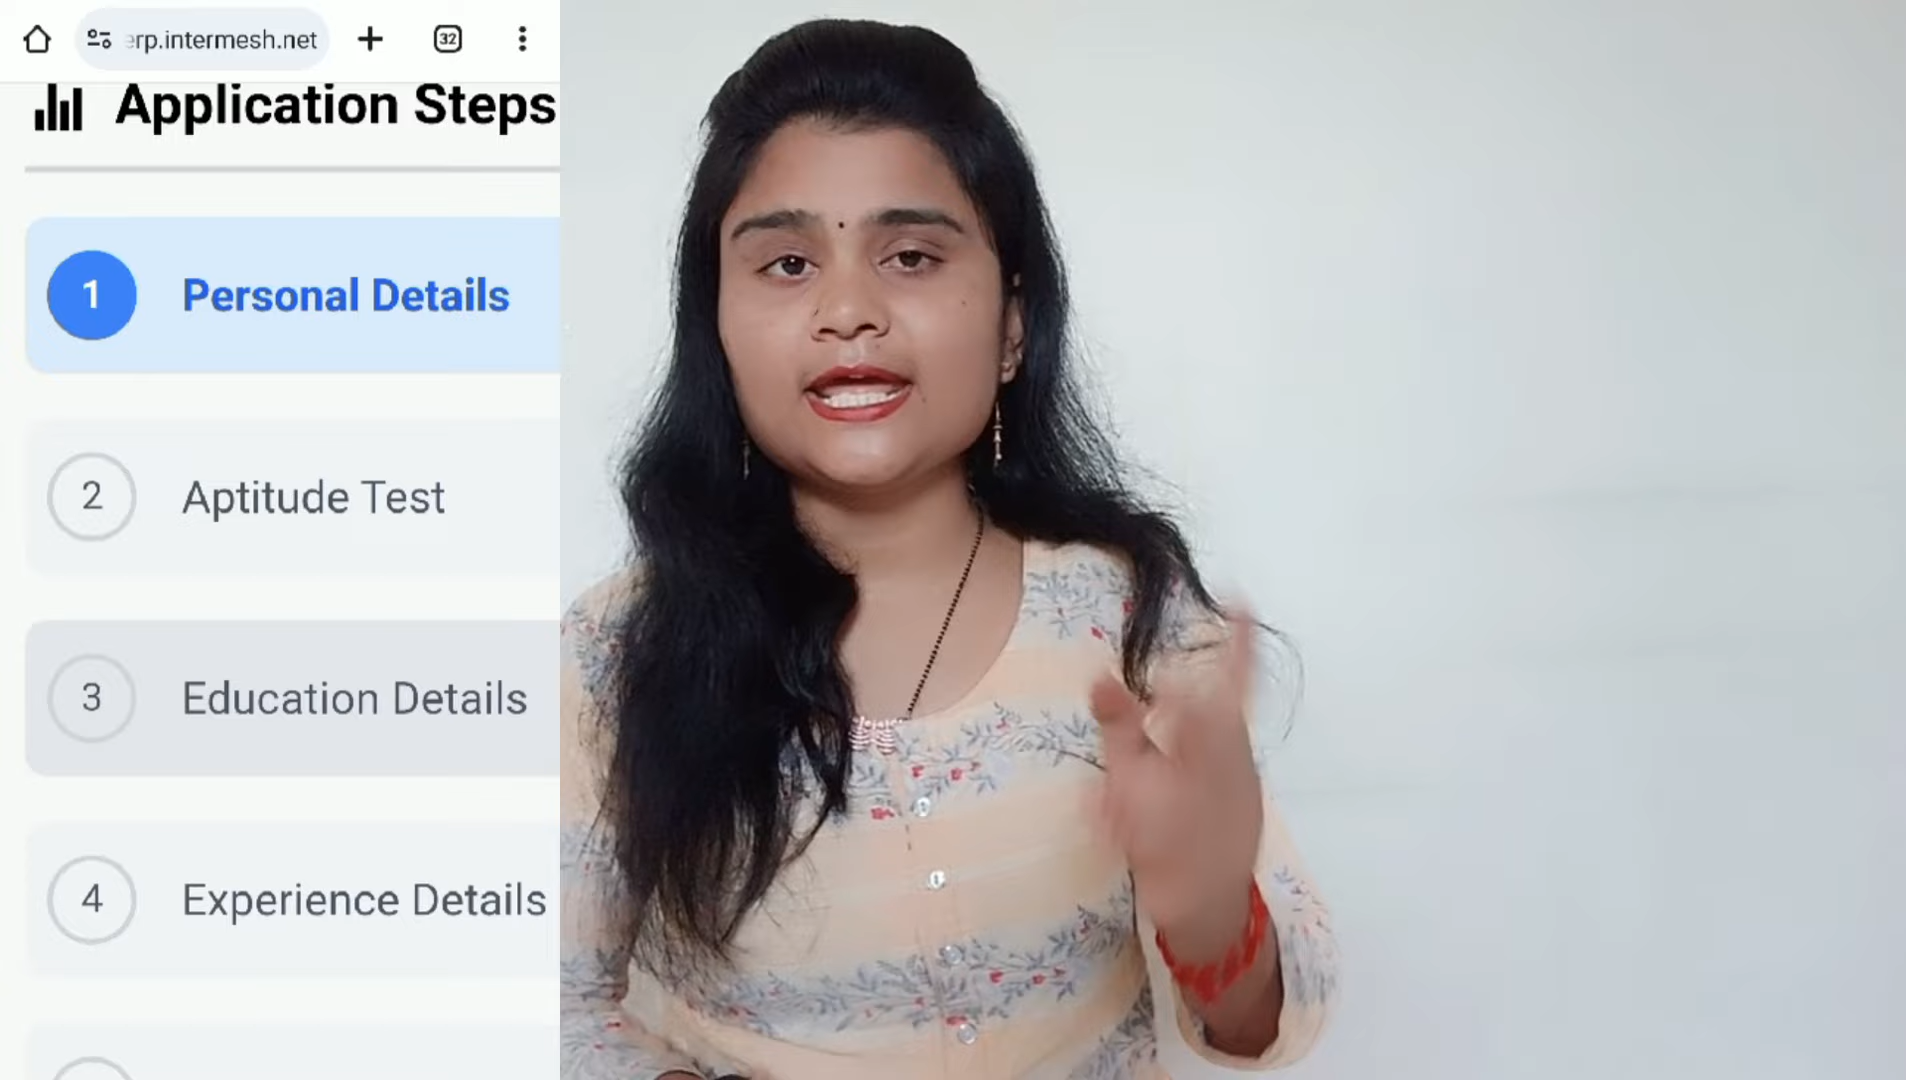 erp.intermesh.net
32
Application Steps
1 Personal Details
2 Aptitude Test
3 Education Details
4 Experience Details